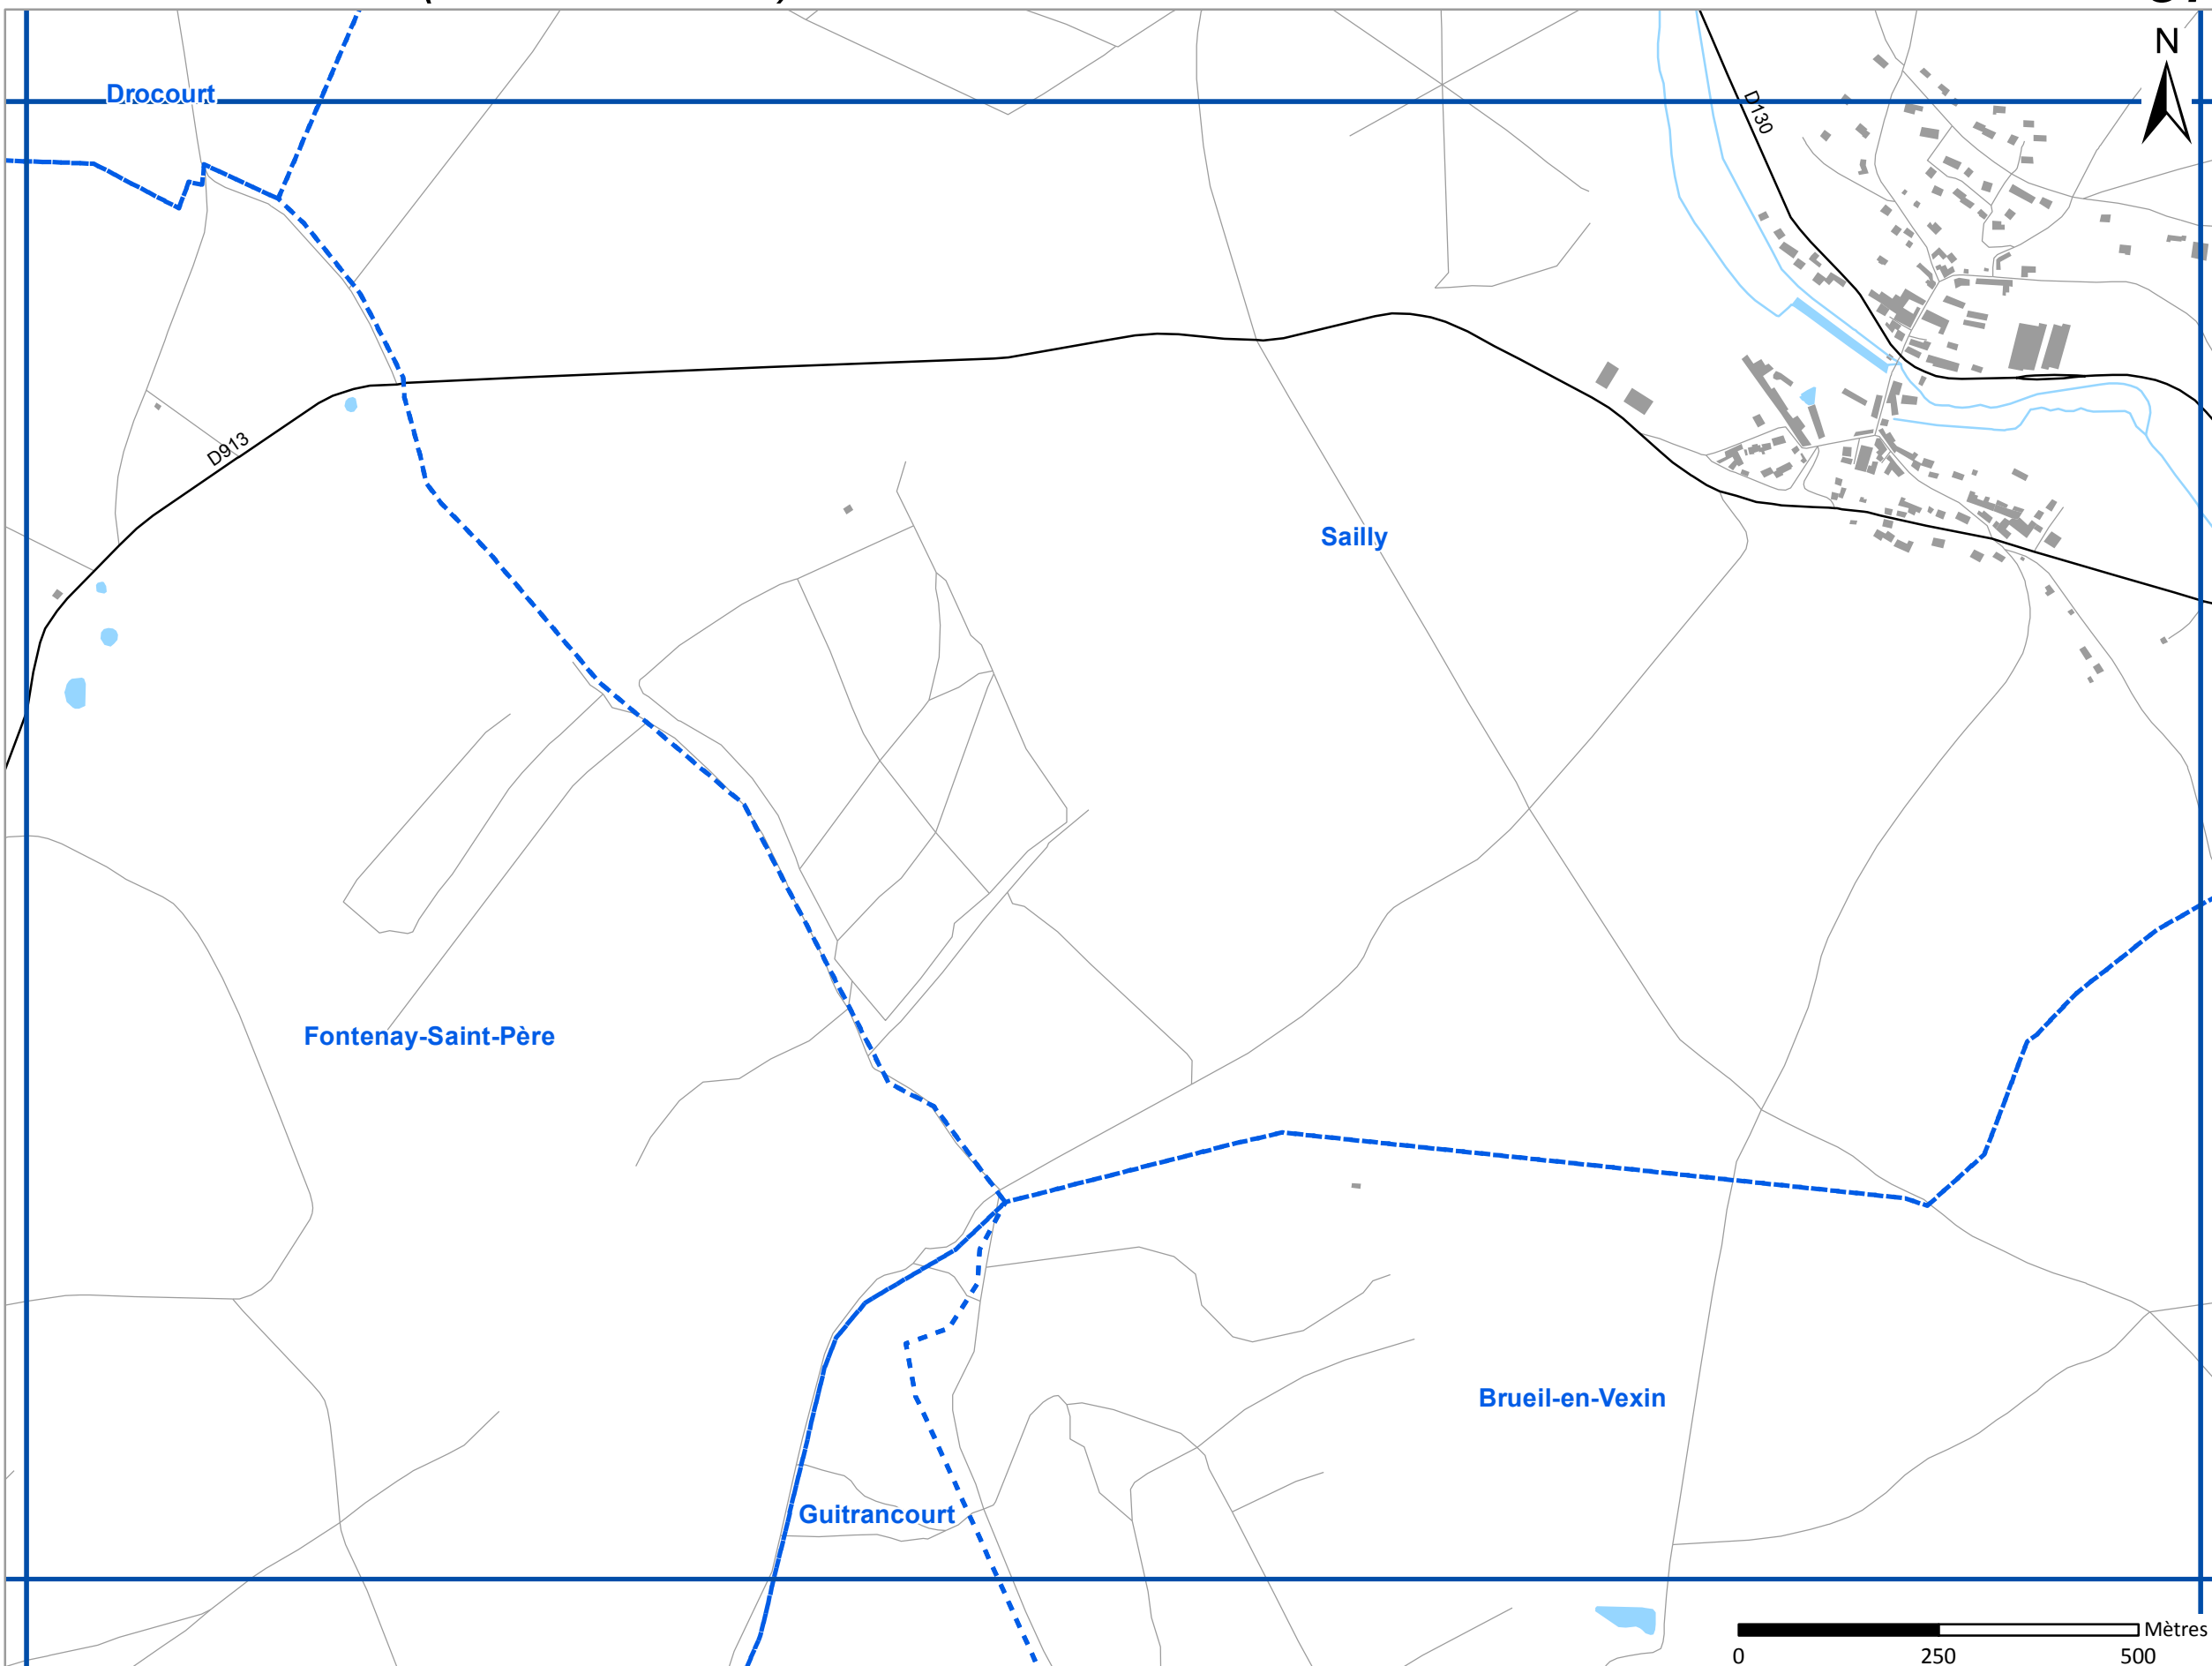 N
Drocourt
D130
D913
Sailly
Fontenay-Saint-Père
Brueil-en-Vexin
Guitrancourt
Mètres
0 250 500